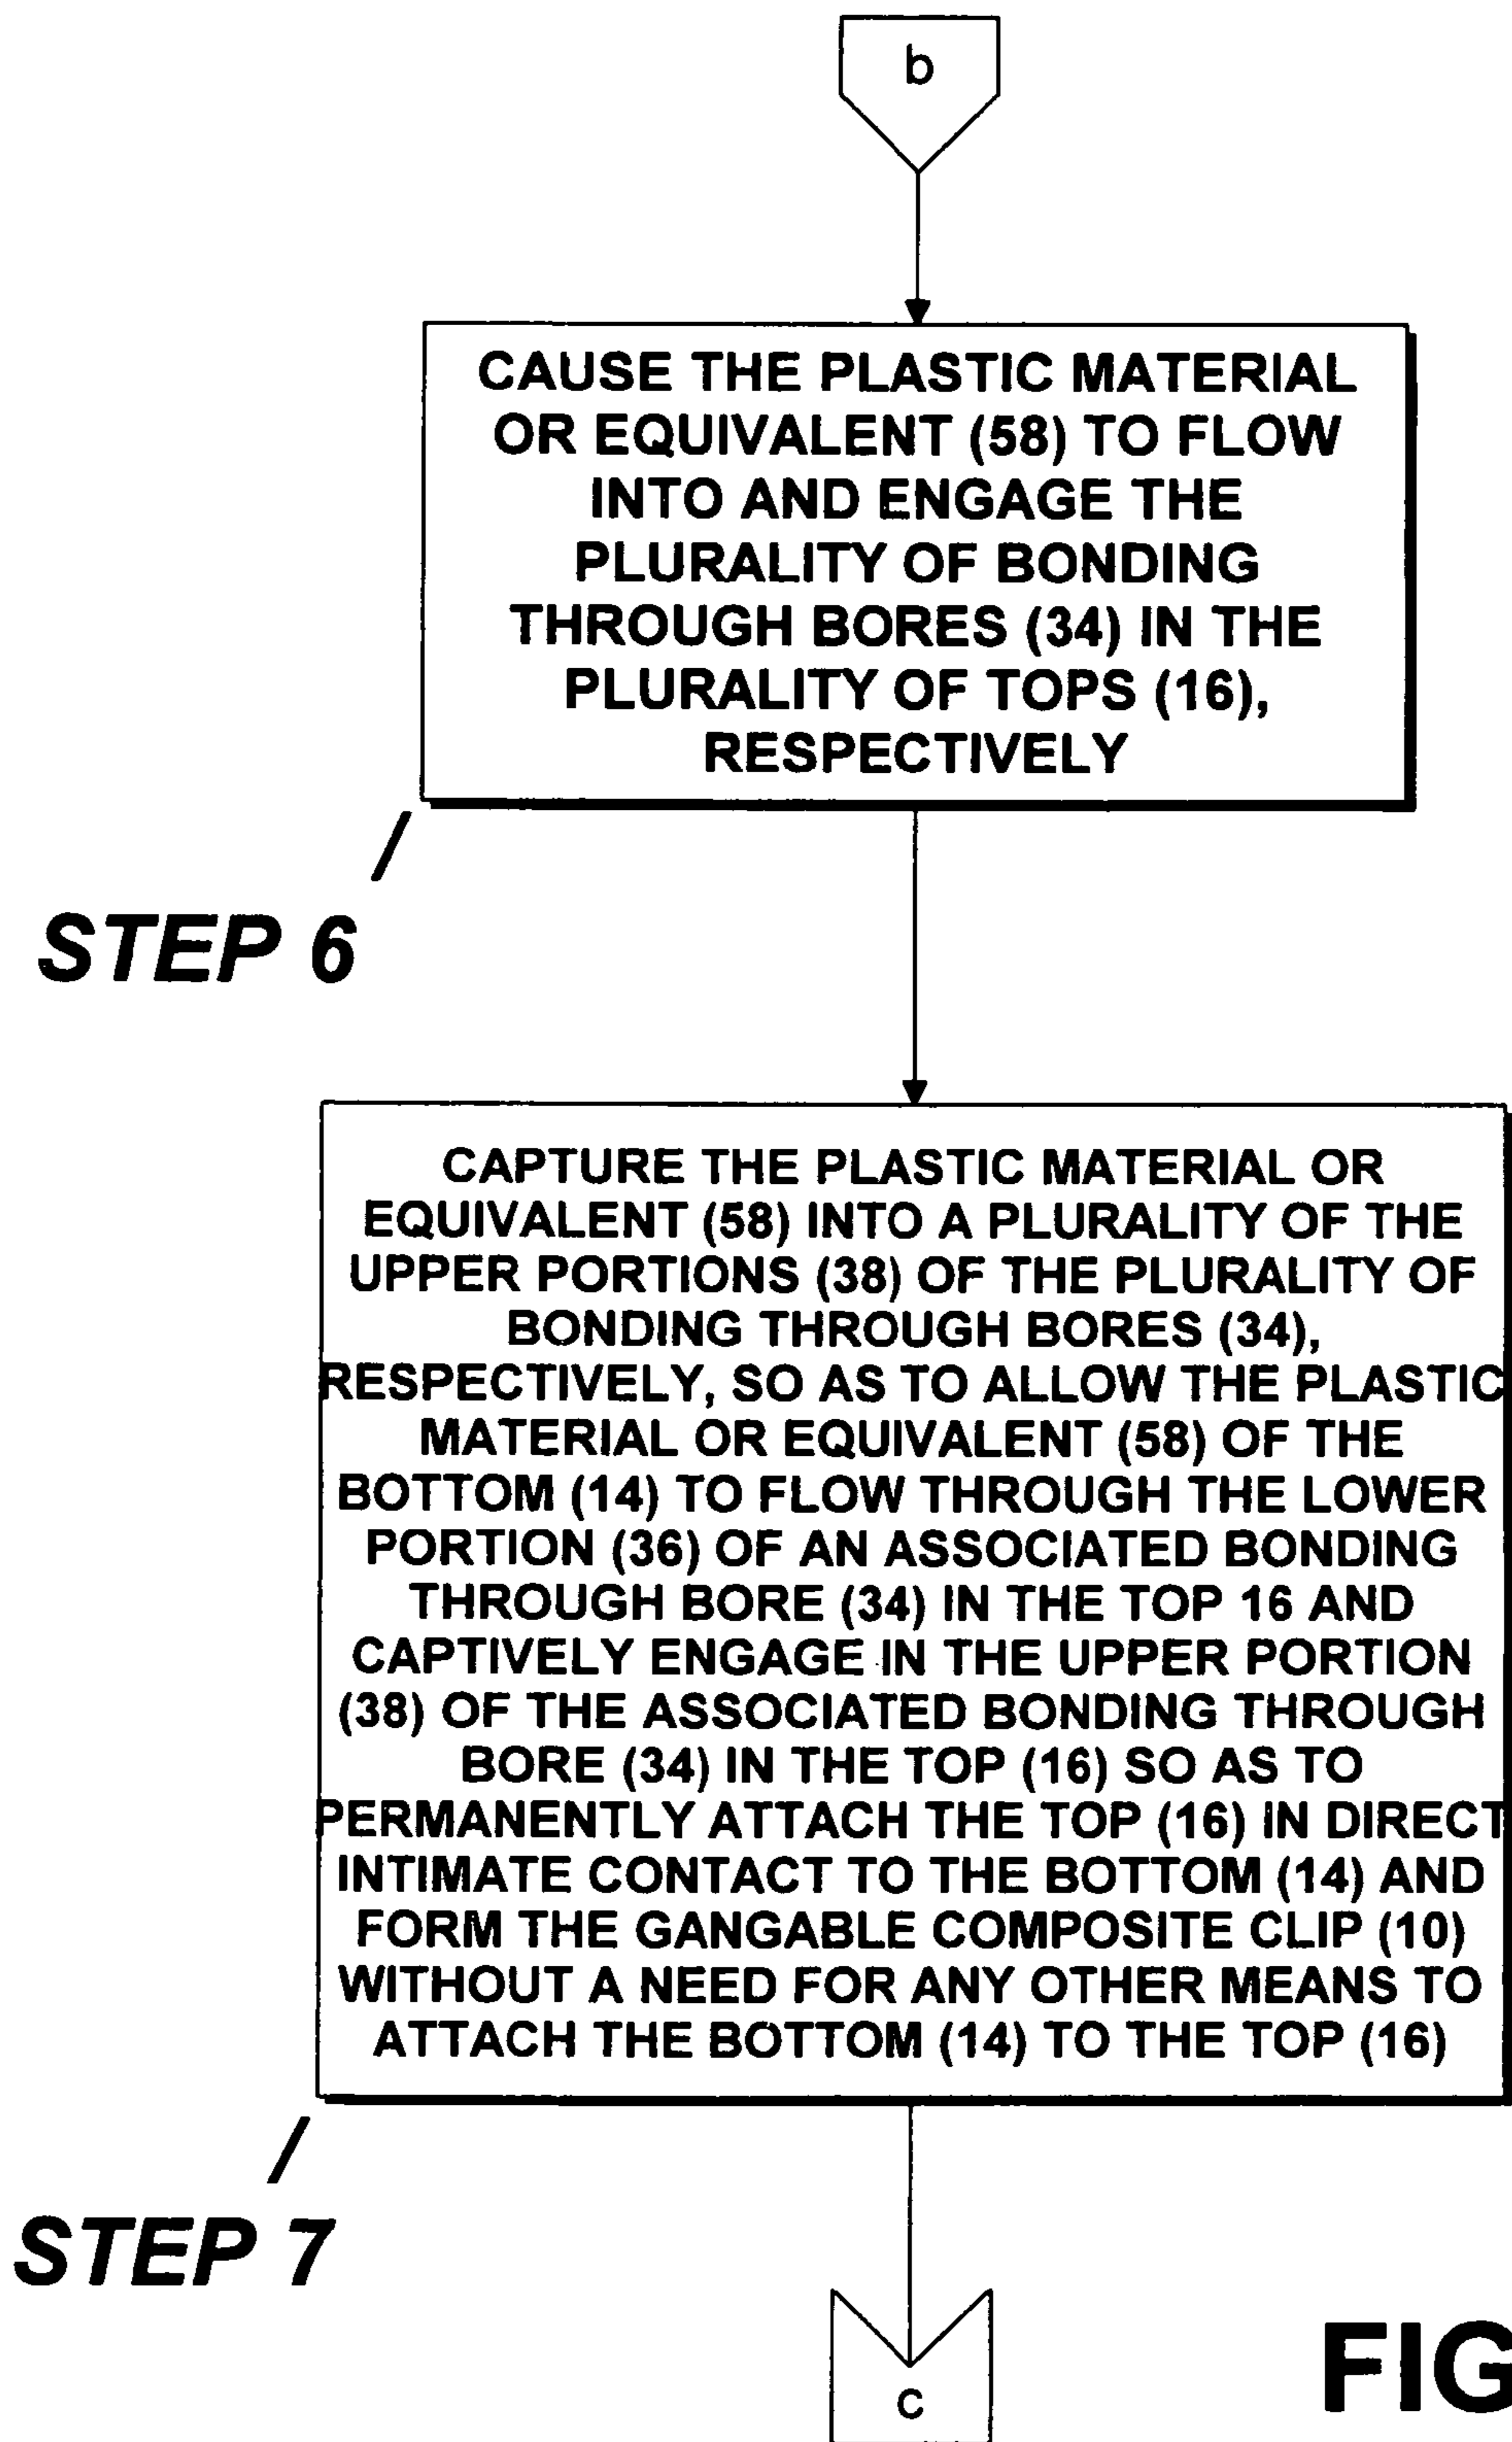 b
CAUSE THE PLASTIC MATERIAL
OR EQUIVALENT (58) TO FLOW
INTO AND ENGAGE THE
PLURALITY OF BONDING
THROUGH BORES (34) IN THE
PLURALITY OF TOPS (16),
RESPECTIVELY
STEP 6
CAPTURE THE PLASTIC MATERIAL OR
EQUIVALENT (58) INTO A PLURALITY OF THE
UPPER PORTIONS (38) OF THE PLURALITY OF
BONDING THROUGH BORES (34),
RESPECTIVELY, SO AS TO ALLOW THE PLASTIC
MATERIAL OR EQUIVALENT (58) OF THE
BOTTOM (14) TO FLOW THROUGH THE LOWER
PORTION (36) OF AN ASSOCIATED BONDING
THROUGH BORE (34) IN THE TOP 16 AND
CAPTIVELY ENGAGE IN THE UPPER PORTION
(38) OF THE ASSOCIATED BONDING THROUGH
BORE (34) IN THE TOP (16) SO AS TO
PERMANENTLY ATTACH THE TOP (16) IN DIRECT
INTIMATE CONTACT TO THE BOTTOM (14) AND
FORM THE GANGABLE COMPOSITE CLIP (10)
WITHOUT A NEED FOR ANY OTHER MEANS TO
ATTACH THE BOTTOM (14) TO THE TOP (16)
STEP 7
c
FIG